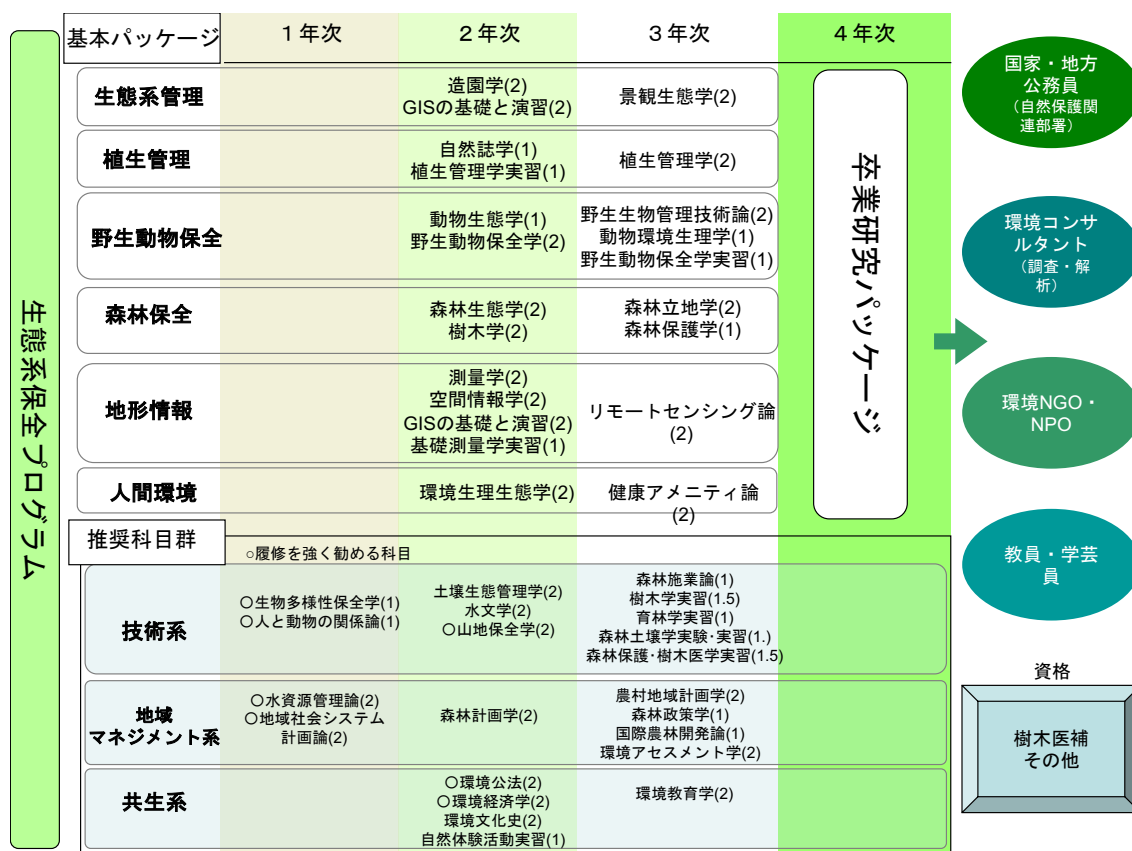 基本パッケージ
1年次
2年次
3年次
4年次
生態系保全プログラム
生態系管理
造園学(2)
GISの基礎と演習(2)
景観生態学(2)
植生管理
自然誌学(1)
植生管理学実習(1)
植生管理学(2)
野生動物保全
動物生態学(1)
野生動物保全学(2)
野生生物管理技術論(2)
動物環境生理学(1)
野生動物保全学実習(1)
森林保全
森林生態学(2)
樹木学(2)
森林立地学(2)
森林保護学(1)
地形情報
測量学(2)
空間情報学(2)
GISの基礎と演習(2)
基礎測量学実習(1)
リモートセンシング論
(2)
人間環境
環境生理生態学(2)
健康アメニティ論
(2)
卒業研究パッケージ
推奨科目群
○履修を強く勧める科目
技術系
〇生物多様性保全学(1)
〇人と動物の関係論(1)
土壌生態管理学(2)
水文学(2)
〇山地保全学(2)
森林施業論(1)
樹木学実習(1.5)
育林学実習(1)
森林土壌学実験・実習(1.)
森林保護・樹木医学実習(1.5)
地域
マネジメント系
〇水資源管理論(2)
〇地域社会システム
計画論(2)
森林計画学(2)
農村地域計画学(2)
森林政策学(1)
国際農林開発論(1)
環境アセスメント学(2)
共生系
〇環境公法(2)
〇環境経済学(2)
環境文化史(2)
自然体験活動実習(1)
環境教育学(2)
国家・地方
公務員
（自然保護関
連部署）
環境コンサ
ルタント
（調査・解
析）
環境NGO・
NPO
教員・学芸
員
資格
樹木医補
その他